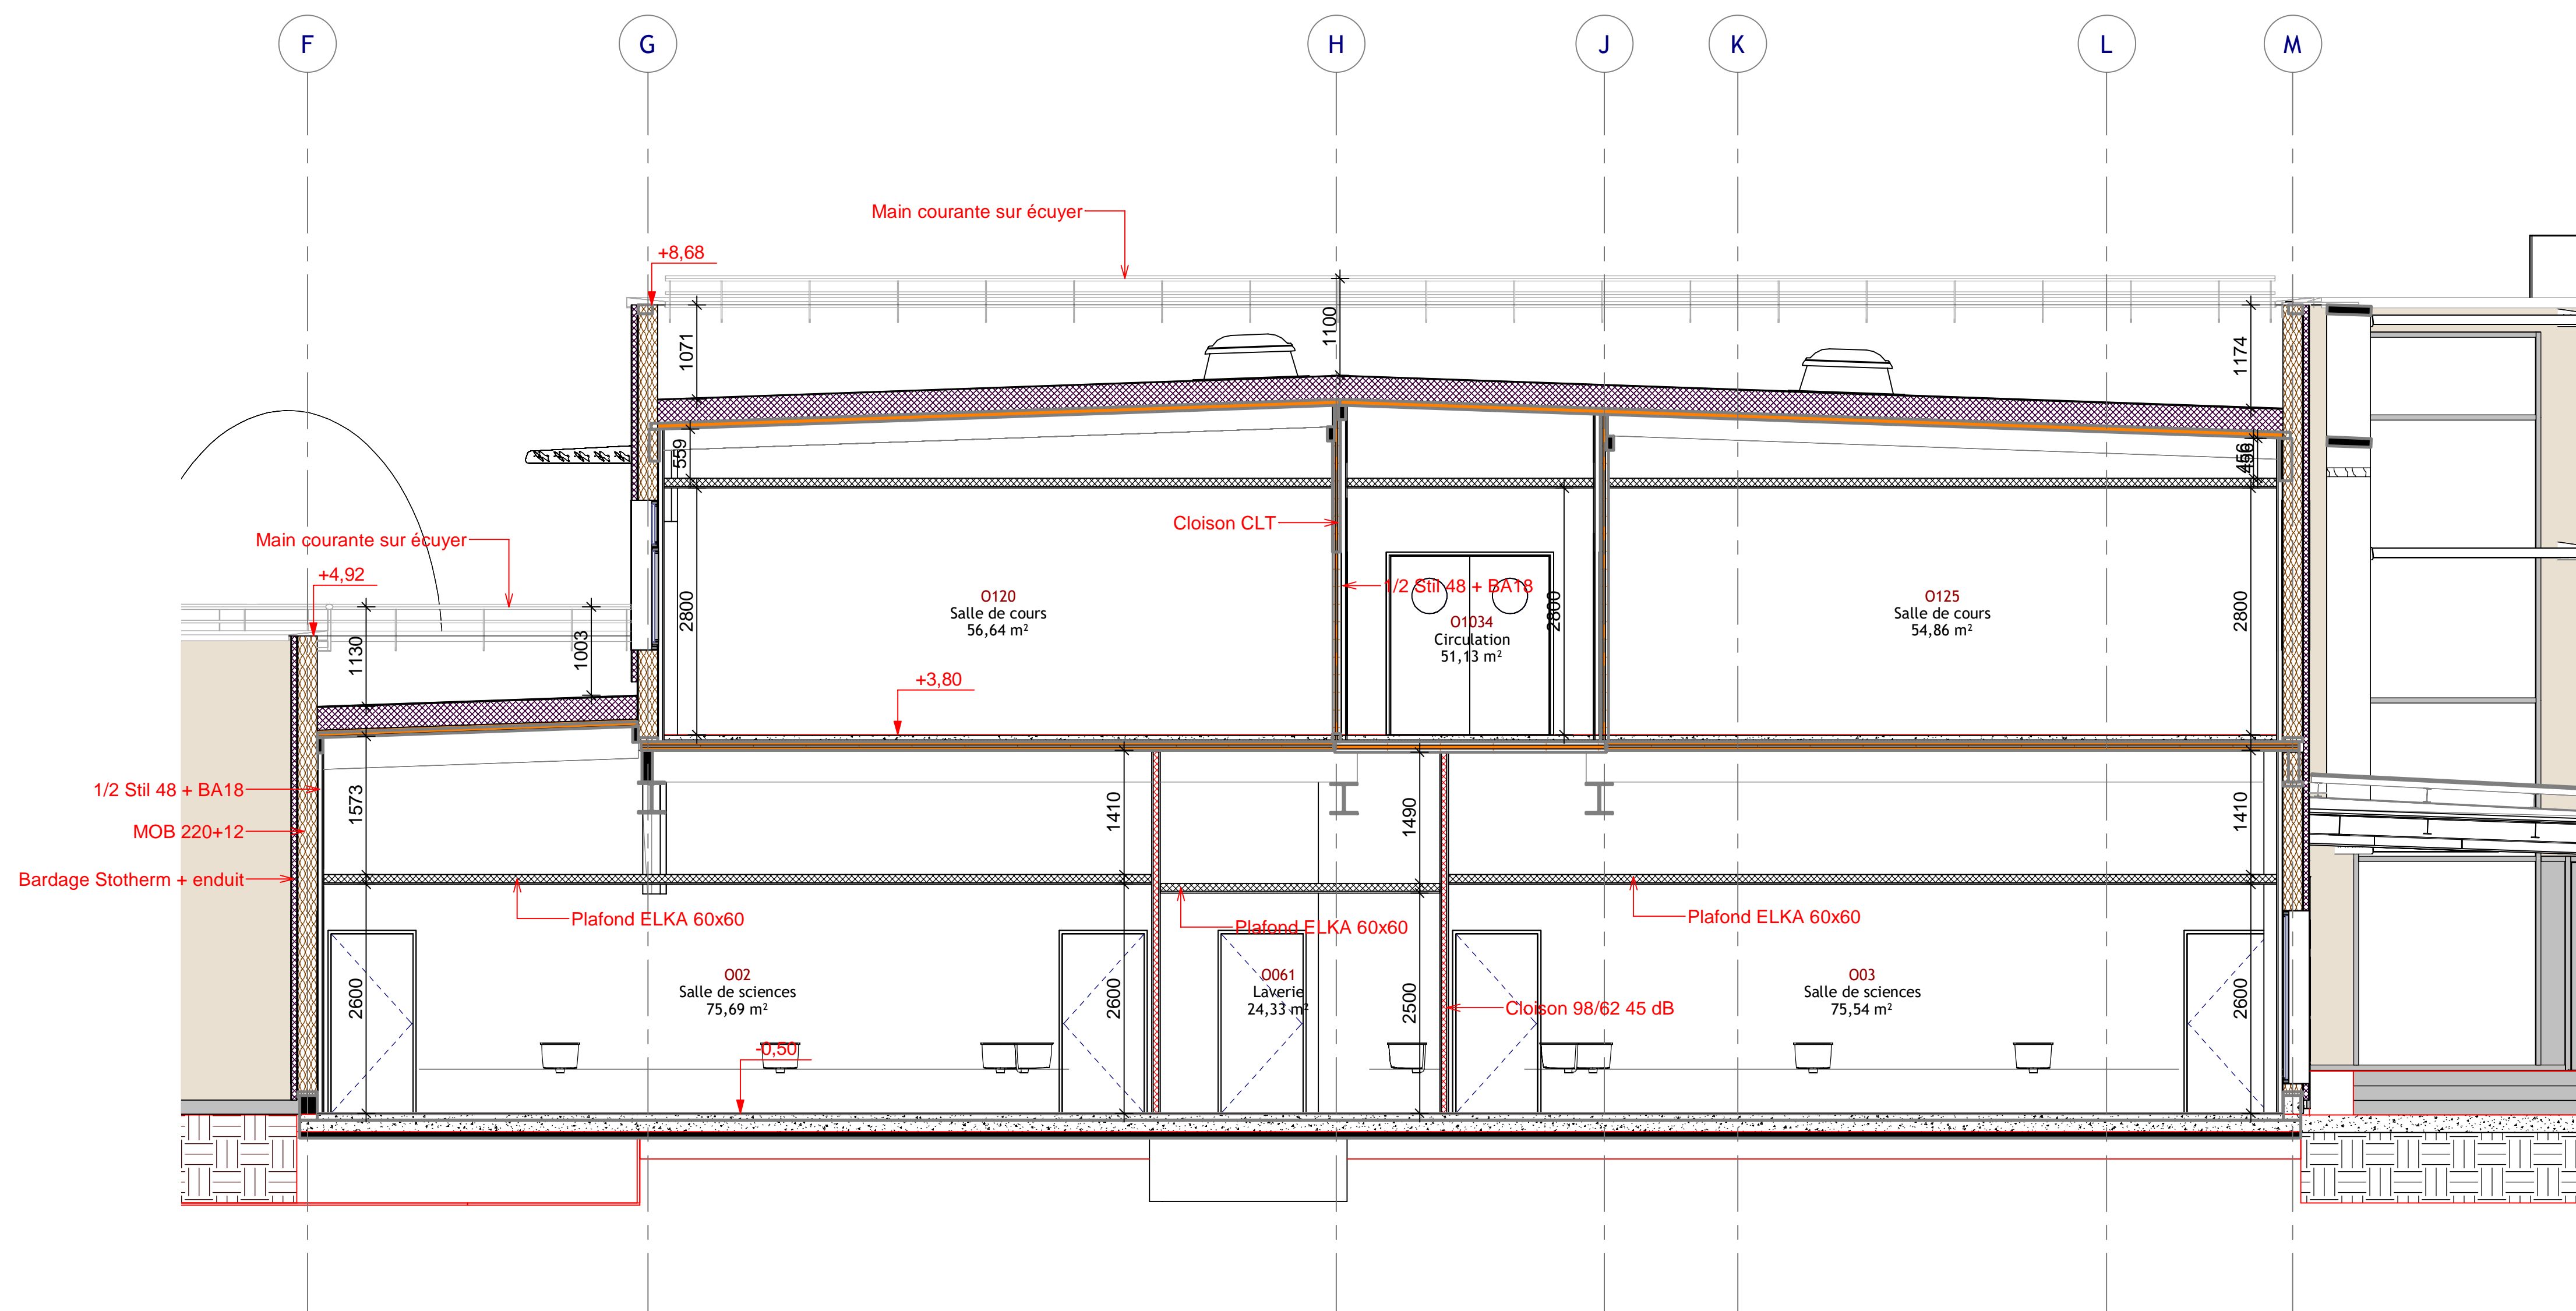 F
G
H
J
K
L
M
Main courante sur écuyer
+8,68
1071
1100
1174
559
456
Cloison CLT
Main courante sur écuyer
+4,92
1/2 Stil 48 + BA18
O120
Salle de cours
56,64 m²
2800
2800
O1034
Circulation
51,13 m²
O125
Salle de cours
54,86 m²
2800
1130
1003
+3,80
1/2 Stil 48 + BA18
1573
1410
1490
1410
MOB 220+12
Bardage Stotherm + enduit
Plafond ELKA 60x60
Plafond ELKA 60x60
Plafond ELKA 60x60
O02
Salle de sciences
75,69 m²
2600
2600
O061
Laverie
24,33 m²
2500
Cloison 98/62 45 dB
O03
Salle de sciences
75,54 m²
2600
-0,50